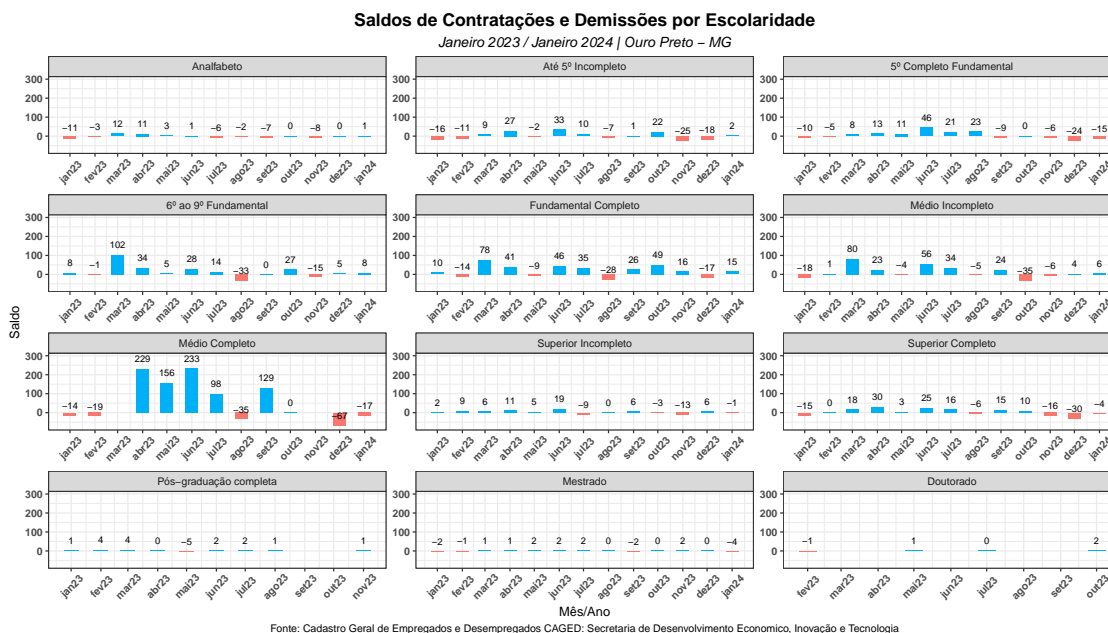 Saldos de Contratações e Demissões por Escolaridade
Janeiro 2023 / Janeiro 2024 | Ouro Preto − MG
Analfabeto
Até 5º Incompleto
5º Completo Fundamental
300
100
0
−11 −3 12 11 3 1 −6 −2 −7 0 −8 0 1
−16 −11 9 27 −2 33 10 −7 1 22 −25 −18 2
−10 −5 8 13 11 46 21 23 −9 0 −6 −24 −15
jan23 fev23 mar23 abr23 mai23 jun23 jul23 ago23 set23 out23 nov23 dez23 jan24
jan23 fev23 mar23 abr23 mai23 jun23 jul23 ago23 set23 out23 nov23 dez23 jan24
jan23 fev23 mar23 abr23 mai23 jun23 jul23 ago23 set23 out23 nov23 dez23 jan24
6º ao 9º Fundamental
Fundamental Completo
Médio Incompleto
300
100
0
8 −1 102 34 5 28 14 −33 0 27 −15 5 8
10 −14 78 41 −9 46 35 −28 26 49 16 −17 15
−18 1 80 23 −4 56 34 −5 24 −35 −6 4 6
jan23 fev23 mar23 abr23 mai23 jun23 jul23 ago23 set23 out23 nov23 dez23 jan24
jan23 fev23 mar23 abr23 mai23 jun23 jul23 ago23 set23 out23 nov23 dez23 jan24
jan23 fev23 mar23 abr23 mai23 jun23 jul23 ago23 set23 out23 nov23 dez23 jan24
Saldo
Médio Completo
Superior Incompleto
Superior Completo
300
100
0
−14 −19 229 156 233 98 −35 129 0 −67 −17
2 9 6 11 5 19 −9 0 6 −3 −13 6 −1
−15 0 18 30 3 25 16 −6 15 10 −16 −30 −4
jan23 fev23 mar23 abr23 mai23 jun23 jul23 ago23 set23 out23 nov23 dez23 jan24
jan23 fev23 mar23 abr23 mai23 jun23 jul23 ago23 set23 out23 nov23 dez23 jan24
jan23 fev23 mar23 abr23 mai23 jun23 jul23 ago23 set23 out23 nov23 dez23 jan24
Pós−graduação completa
Mestrado
Doutorado
300
100
0
1 4 4 0 −5 2 2 1 1
−2 −1 1 1 2 2 2 0 −2 0 2 0 −4
−1 1 0 2
jan23 fev23 mar23 abr23 mai23 jun23 jul23 ago23 set23 out23 nov23
jan23 fev23 mar23 abr23 mai23 jun23 jul23 ago23 set23 out23 nov23 dez23 jan24
fev23 mar23 abr23 mai23 jun23 jul23 ago23 set23 out23
Mês/Ano
Fonte: Cadastro Geral de Empregados e Desempregados CAGED: Secretaria de Desenvolvimento Economico, Inovação e Tecnologia